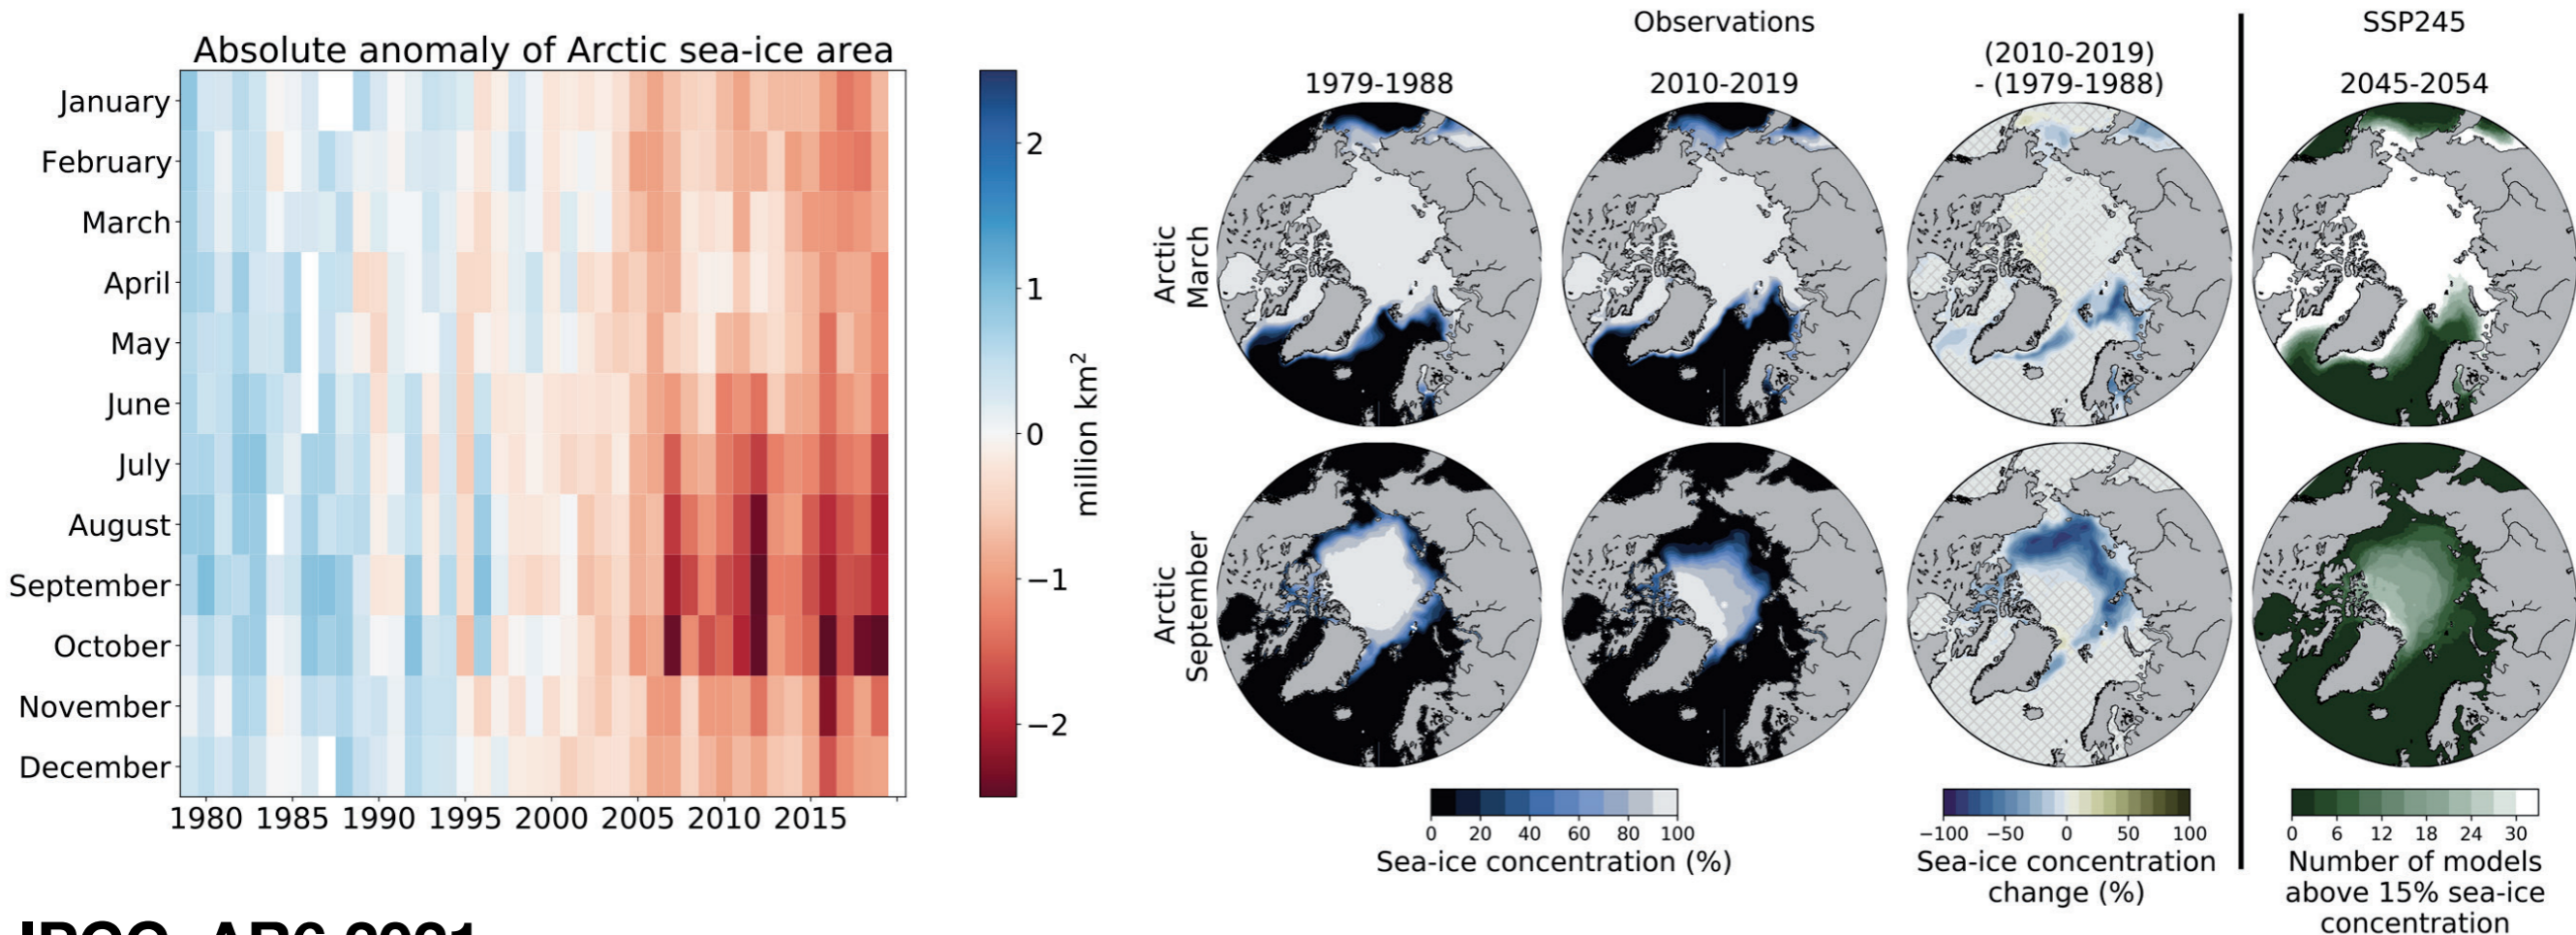 Absolute anomaly of Arctic sea-ice area
January
February
March
April
May
June
July
August
September
October
November
December
1980 1985 1990 1995 2000 2005 2010 2015
2
1
0
−1
−2
million km²
Observations
SSP245
1979-1988
2010-2019
(2010-2019)
- (1979-1988)
2045-2054
Arctic
March
Arctic
September
0 20 40 60 80 100
Sea-ice concentration (%)
−100 −50 0 50 100
Sea-ice concentration
change (%)
0 6 12 18 24 30
Number of models
above 15% sea-ice
concentration
IPCC, AR6 2021